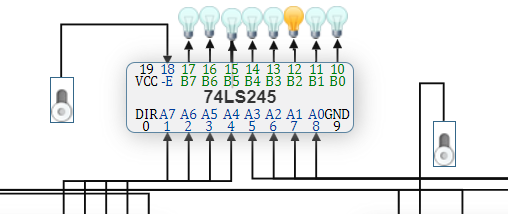 19 18 17 16 15 14 13 12 11 10
VCC -E B7 B6 B5 B4 B3 B2 B1 B0
74LS245
DIR A7 A6 A5 A4 A3 A2 A1 A0 GND
0 1 2 3 4 5 6 7 8 9